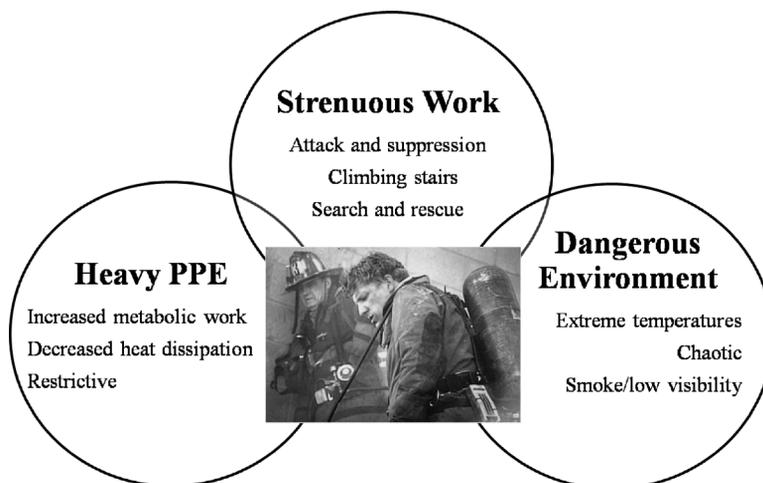 Strenuous Work
Attack and suppression
Climbing stairs
Search and rescue
Heavy PPE
Increased metabolic work
Decreased heat dissipation
Restrictive
Dangerous
Environment
Extreme temperatures
Chaotic
Smoke/low visibility